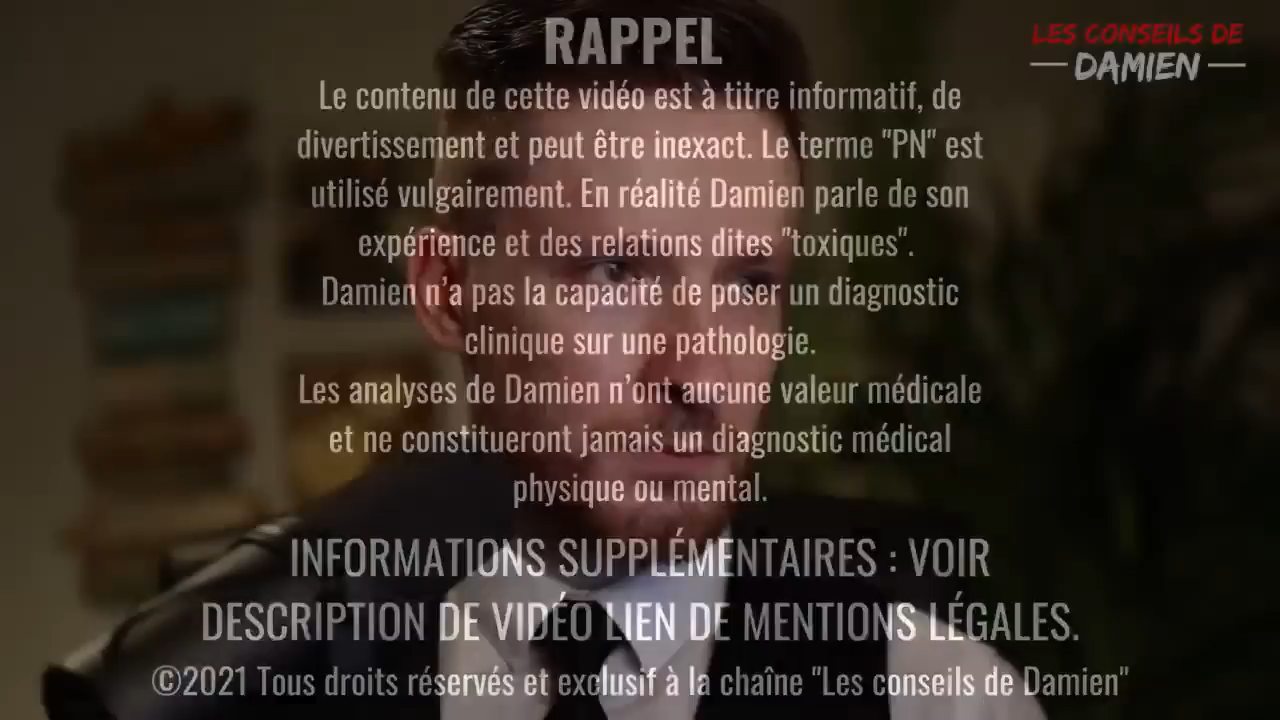 RAPPEL
LES CONSEILS DE
DAMIEN
Le contenu de cette vidéo est à titre informatif, de
divertissement et peut être inexact. Le terme "PN" est
utilisé vulgairement. En réalité Damien parle de son
expérience et des relations dites "toxiques".
Damien n’a pas la capacité de poser un diagnostic
clinique sur une pathologie.
Les analyses de Damien n’ont aucune valeur médicale
et ne constitueront jamais un diagnostic médical
physique ou mental.
INFORMATIONS SUPPLÉMENTAIRES : VOIR
DESCRIPTION DE VIDÉO LIEN DE MENTIONS LÉGALES.
©2021 Tous droits réservés et exclusif à la chaîne "Les conseils de Damien"